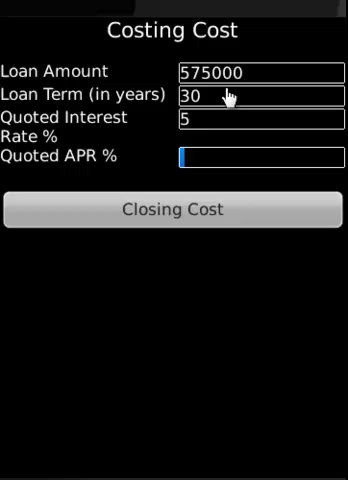 Costing Cost
Loan Amount 575000
Loan Term (in years) 30
Quoted Interest 5
Rate %
Quoted APR %
Closing Cost